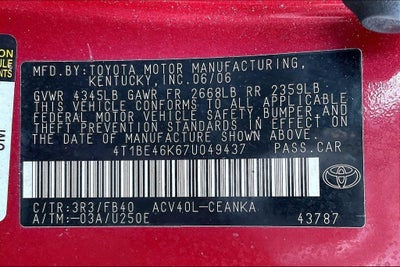 MFD.BY:TOYOTA MOTOR MANUFACTURING,
KENTUCKY, INC.06/06
GVWR 4345LB GAWR FR 2668LB RR 2359LB
THIS VEHICLE CONFORMS TO ALL APPLICABLE
FEDERAL MOTOR VEHICLE SAFETY, BUMPER, AND
THEFT PREVENTION STANDARDS IN EFFECT ON
THE DATE OF MANUFACTURE SHOWN ABOVE.
4T1BE46K67U049437 PASS.CAR
C/TR:3R3/FB40 ACV40L-CEANKA
A/TM:-03A/U250E 43787